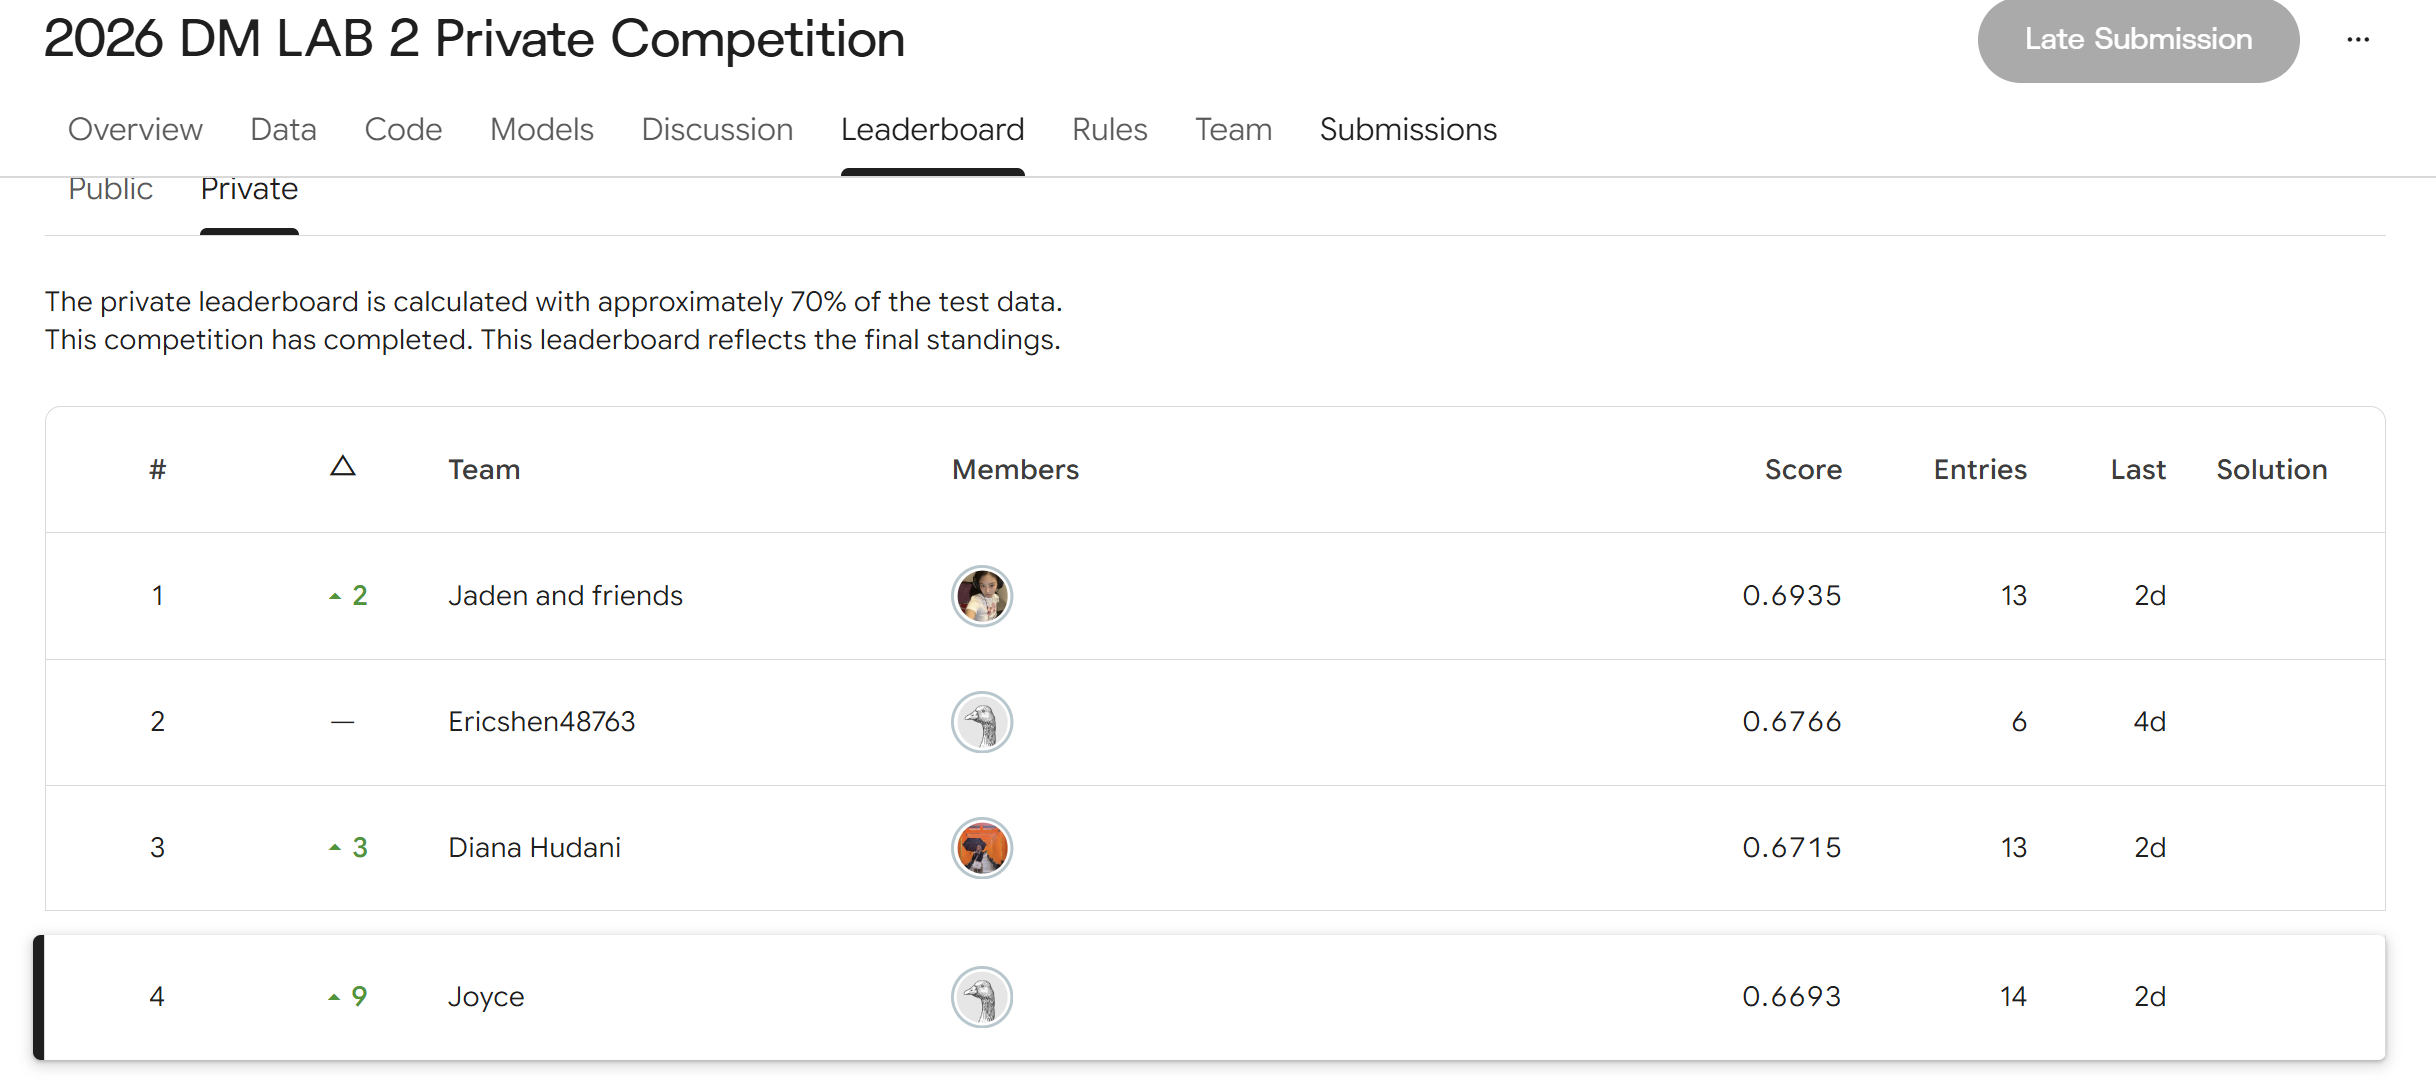 2026 DM LAB 2 Private Competition
Late Submission
Overview Data Code Models Discussion Leaderboard Rules Team Submissions
Public Private
The private leaderboard is calculated with approximately 70% of the test data.
This competition has completed. This leaderboard reflects the final standings.
# △ Team Members Score Entries Last Solution
1 2 Jaden and friends 0.6935 13 2d
2 — Ericshen48763 0.6766 6 4d
3 3 Diana Hudani 0.6715 13 2d
4 9 Joyce 0.6693 14 2d